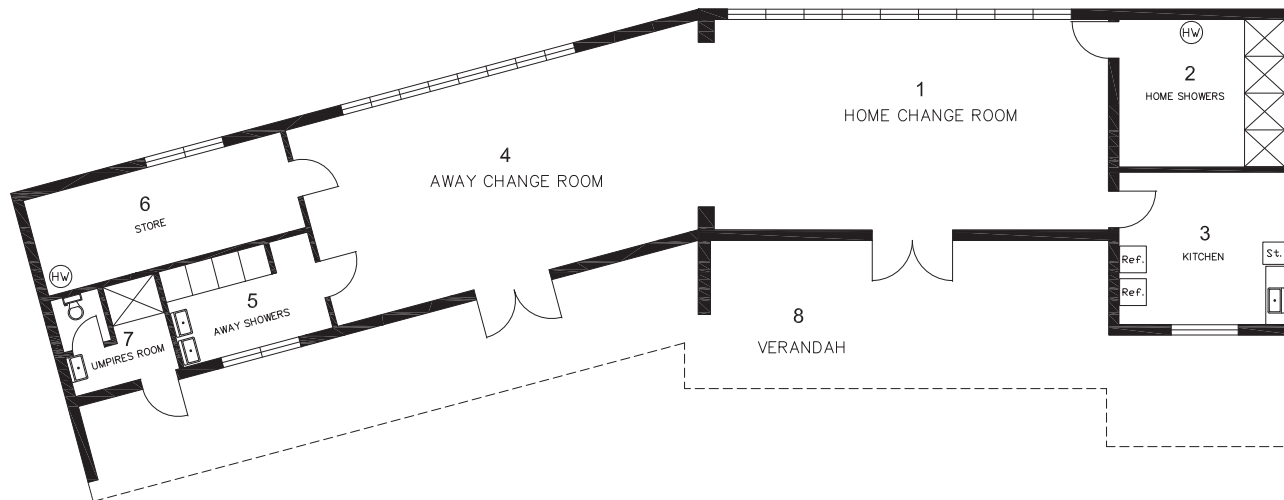 1
HOME CHANGE ROOM
HW
2
HOME SHOWERS
3
KITCHEN
Ref.
Ref.
St.
4
AWAY CHANGE ROOM
6
STORE
HW
5
AWAY SHOWERS
7
UMPIRES ROOM
8
VERANDAH